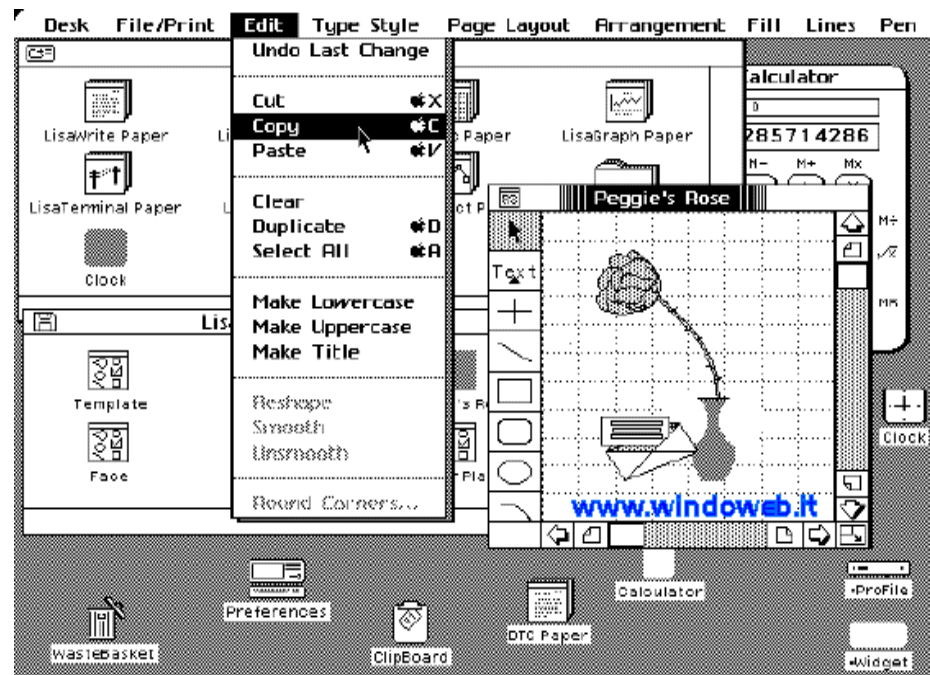 Desk File/Print Edit Type Style Page Layout Arrangement Fill Lines Pen
Undo Last Change
Cut X
Copy C
Paste V
Clear
Duplicate D
Select All A
Make Lowercase
Make Uppercase
Make Title
Reshape
Smooth
Unsmooth
Round Corners...
LisaWrite Paper
Paper
LisaGraph Paper
LisaTerminal Paper
Clock
Calculator
0
285714286
M- M+ Mx
M÷
√x
MR
Peggie's Rose
Text
www.windoweb.it
Template
Face
Clock
Preferences
WasteBasket
ClipBoard
DTC Paper
Calculator
ProFile
Widget